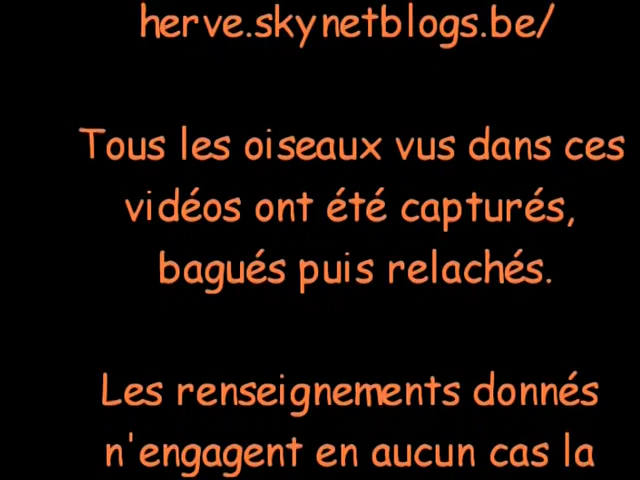 herve.skynetblogs.be/
Tous les oiseaux vus dans ces
vidéos ont été capturés,
bagués puis relachés.
Les renseignements donnés
n'engagent en aucun cas la